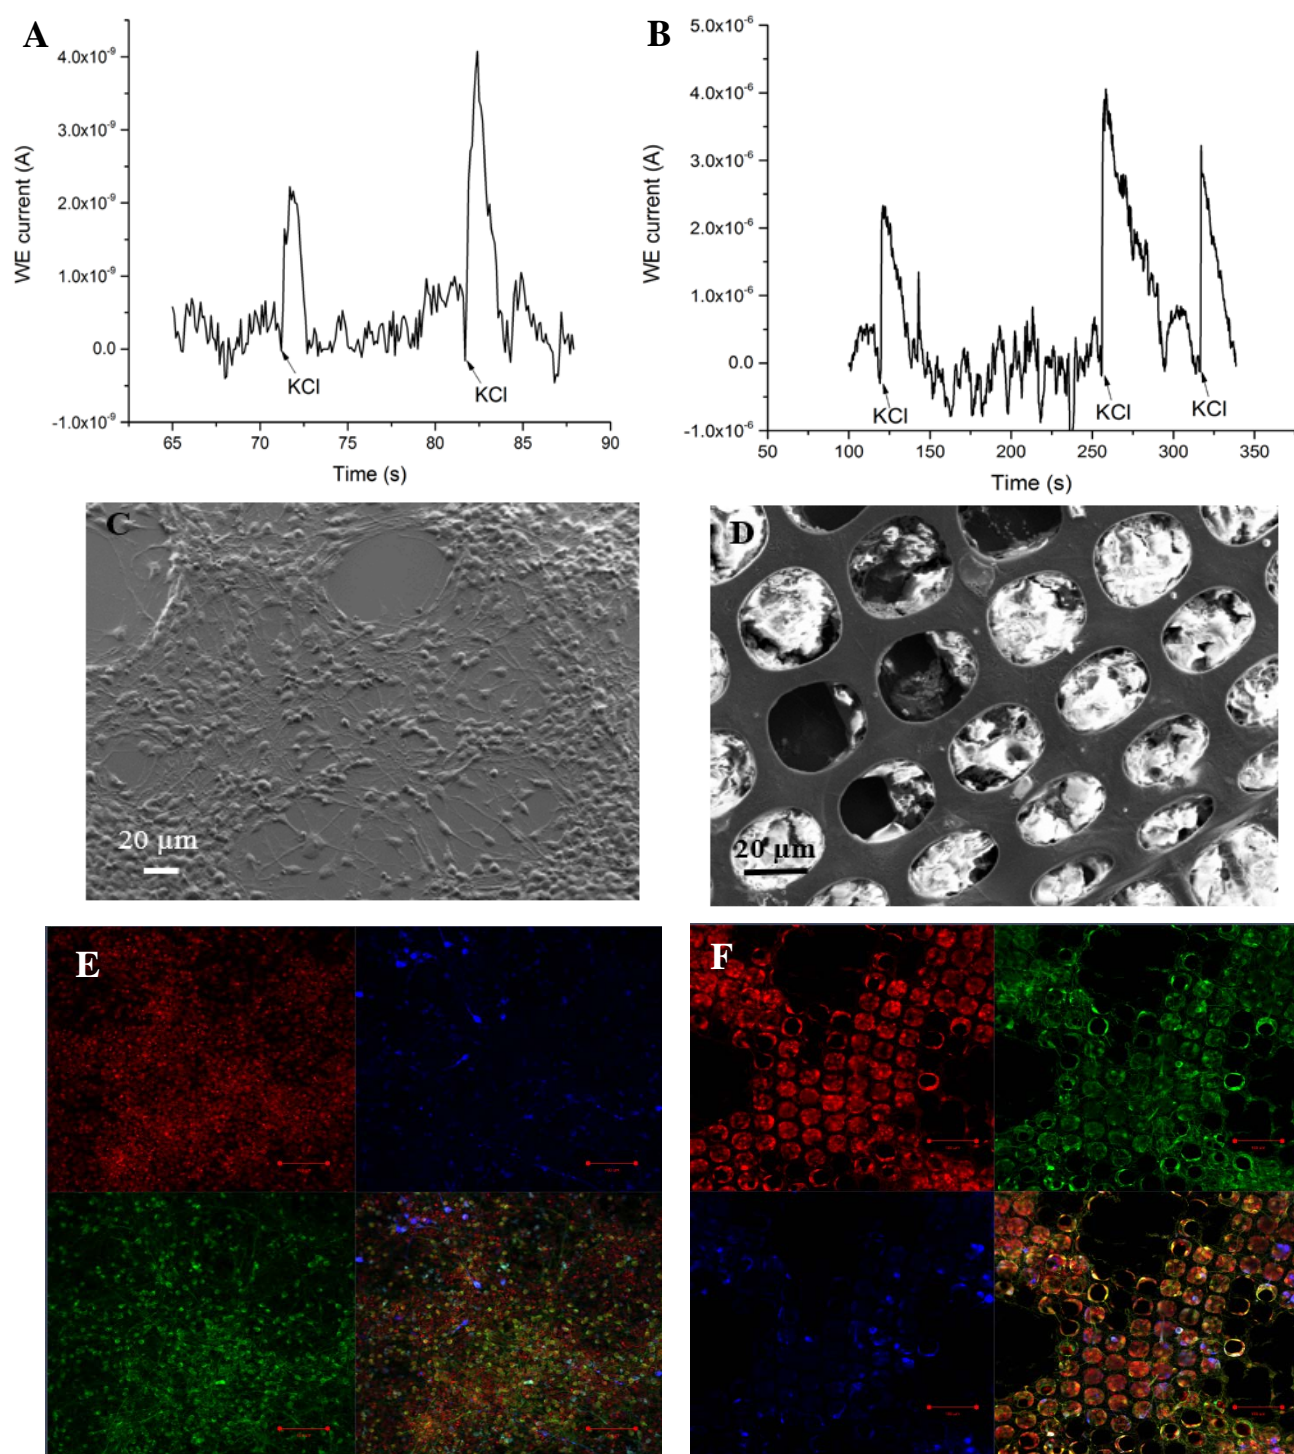 A
4.0x10⁻⁹
3.0x10⁻⁹
2.0x10⁻⁹
1.0x10⁻⁹
0.0
-1.0x10⁻⁹
WE current (A)
KCl
KCl
65
70
75
80
85
90
Time (s)
B
5.0x10⁻⁶
4.0x10⁻⁶
3.0x10⁻⁶
2.0x10⁻⁶
1.0x10⁻⁶
0.0
-1.0x10⁻⁶
WE current (A)
KCl
KCl
KCl
50
100
150
200
250
300
350
Time (s)
C
20 µm
D
20 µm
E
F